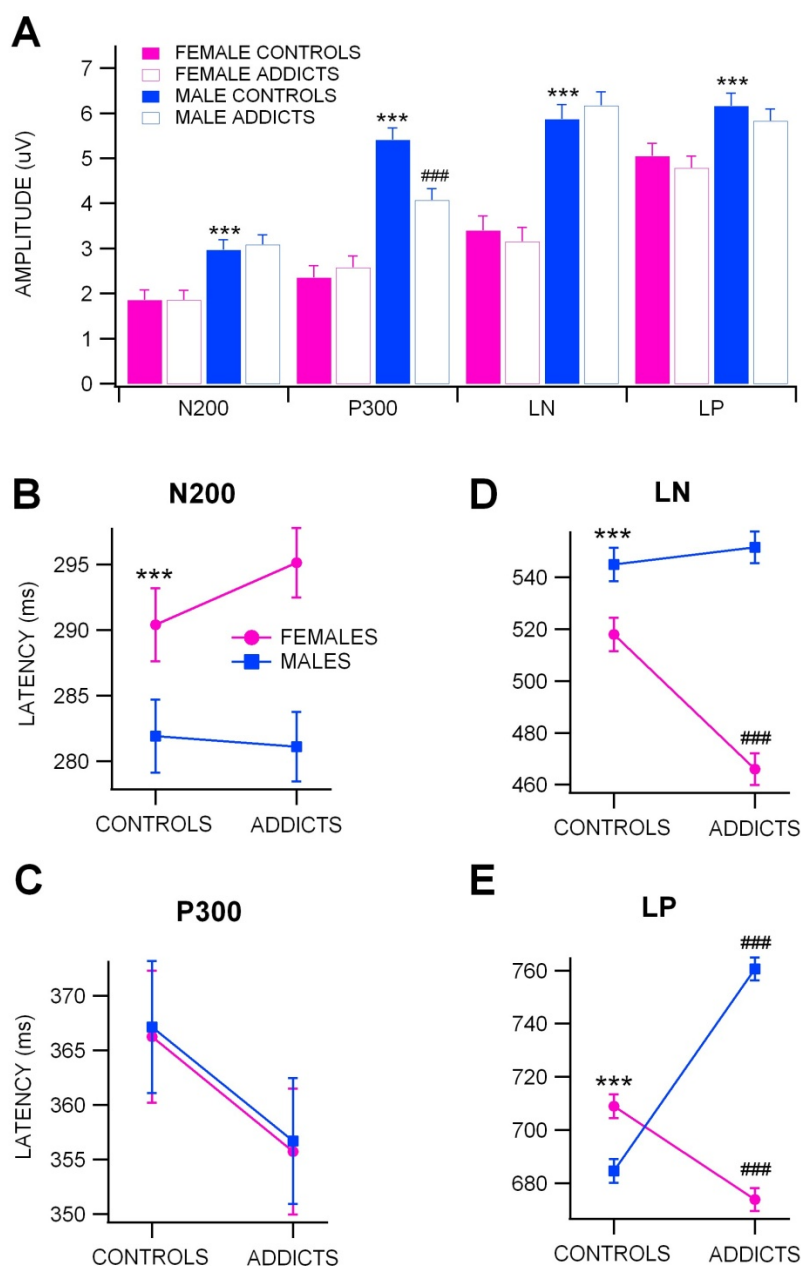 A
FEMALE CONTROLS
FEMALE ADDICTS
MALE CONTROLS
MALE ADDICTS
AMPLITUDE (uV)
7
6
5
4
3
2
1
0
***
***
###
***
***
N200 P300 LN LP
B
N200
LATENCY (ms)
295
290
285
280
***
FEMALES
MALES
CONTROLS ADDICTS
D
LN
540
520
500
480
460
***
###
CONTROLS ADDICTS
C
P300
LATENCY (ms)
370
365
360
355
350
CONTROLS ADDICTS
E
LP
760
740
720
700
680
###
***
###
CONTROLS ADDICTS